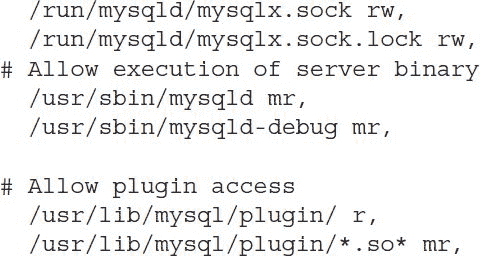 /run/mysqld/mysqlx.sock rw,
/run/mysqld/mysqlx.sock.lock rw,
# Allow execution of server binary
/usr/sbin/mysqld mr,
/usr/sbin/mysqld-debug mr,
# Allow plugin access
/usr/lib/mysql/plugin/ r,
/usr/lib/mysql/plugin/*.so* mr,